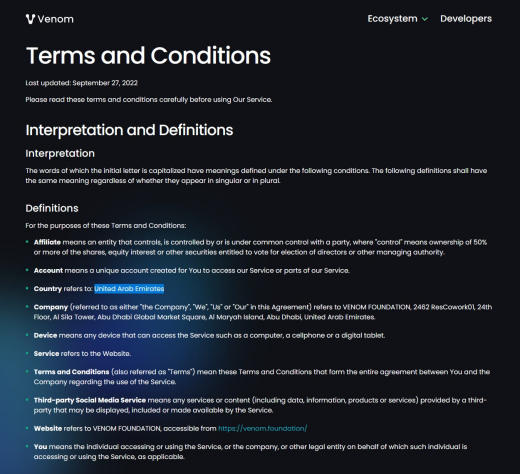 Venom
Ecosystem Developers
Terms and Conditions
Last updated: September 27, 2022
Please read these terms and conditions carefully before using Our Service.
Interpretation and Definitions
Interpretation
The words of which the initial letter is capitalized have meanings defined under the following conditions. The following definitions shall have
the same meaning regardless of whether they appear in singular or in plural.
Definitions
For the purposes of these Terms and Conditions:
Affiliate means an entity that controls, is controlled by or is under common control with a party, where "control" means ownership of 50%
or more of the shares, equity interest or other securities entitled to vote for election of directors or other managing authority.
Account means a unique account created for You to access our Service or parts of our Service.
Country refers to: United Arab Emirates
Company (referred to as either "the Company", "We", "Us" or "Our" in this Agreement) refers to VENOM FOUNDATION, 2462 ResCowork01, 24th
Floor, Al Sila Tower, Abu Dhabi Global Market Square, Al Maryah Island, Abu Dhabi, United Arab Emirates.
Device means any device that can access the Service such as a computer, a cellphone or a digital tablet.
Service refers to the Website.
Terms and Conditions (also referred as "Terms") mean these Terms and Conditions that form the entire agreement between You and the
Company regarding the use of the Service.
Third-party Social Media Service means any services or content (including data, information, products or services) provided by a third-
party that may be displayed, included or made available by the Service.
Website refers to VENOM FOUNDATION, accessible from https://venom.foundation/
You means the individual accessing or using the Service, or the company, or other legal entity on behalf of which such individual is
accessing or using the Service, as applicable.